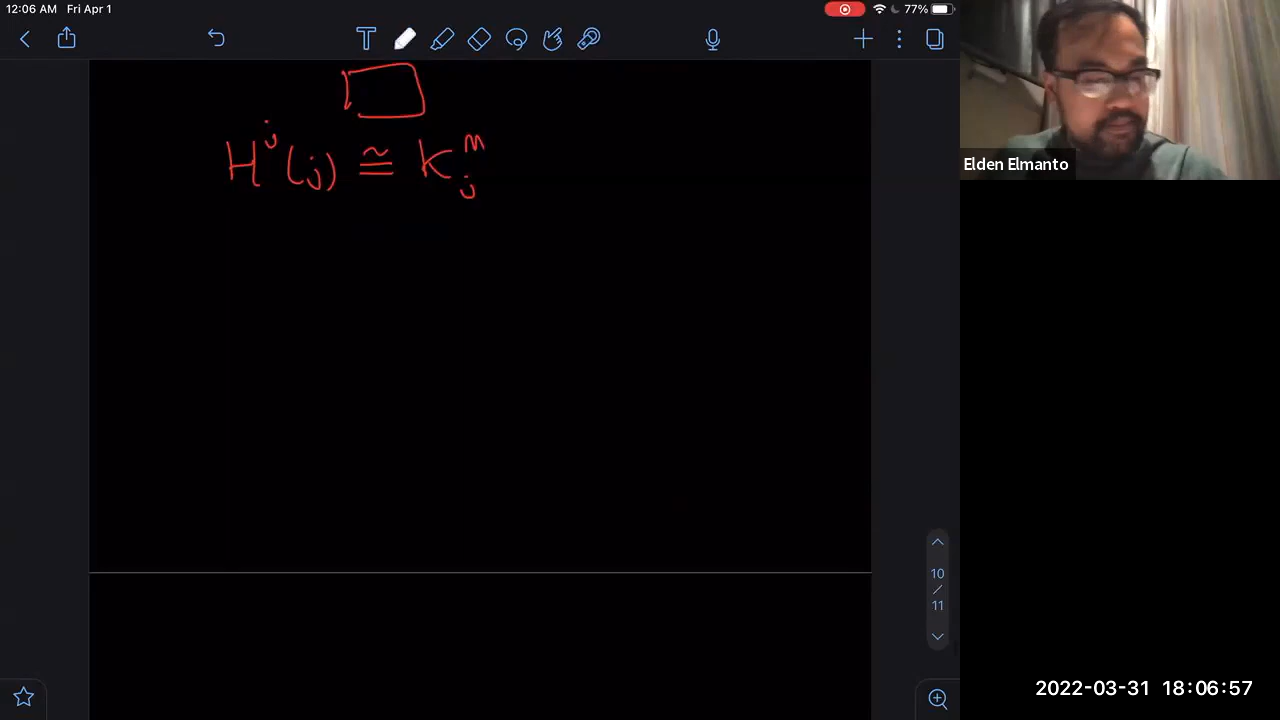 12:06 AM Fri Apr 1
77%
T
H^j(j) ≅ K^M_j
Elden Elmanto
10
/
11
2022-03-31 18:06:57